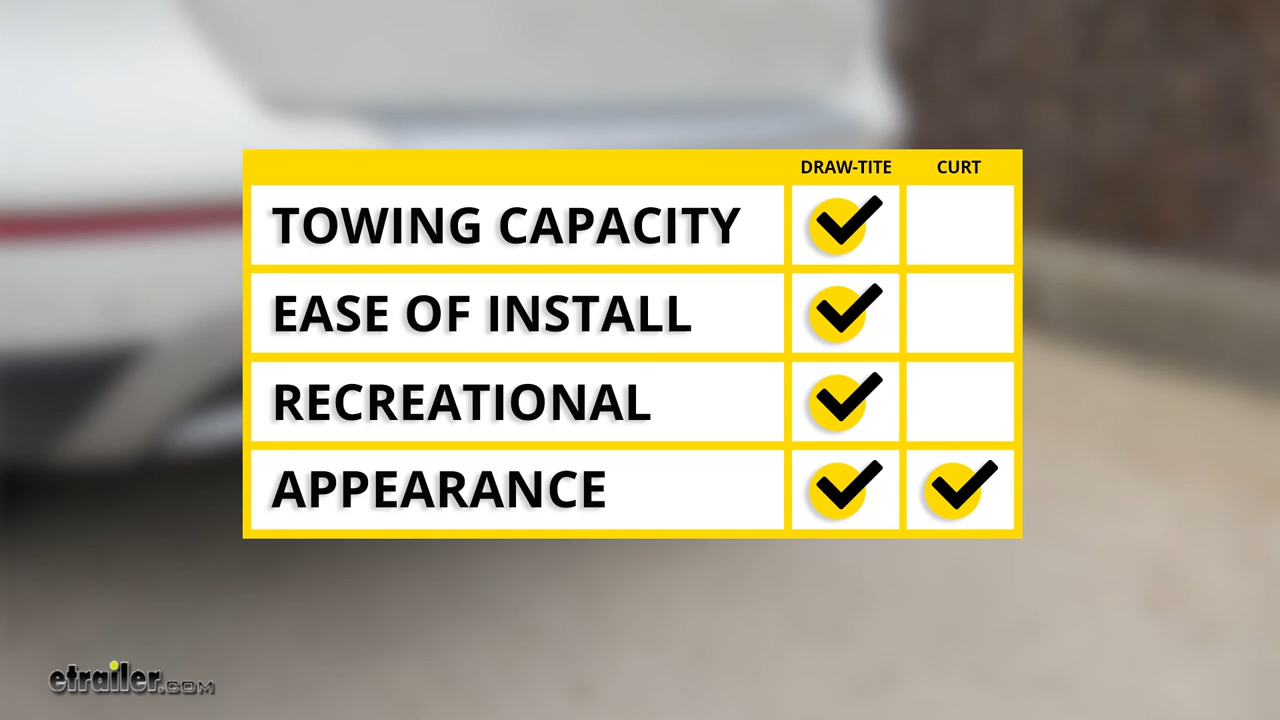 DRAW-TITE CURT
TOWING CAPACITY
EASE OF INSTALL
RECREATIONAL
APPEARANCE
etrailer.COM